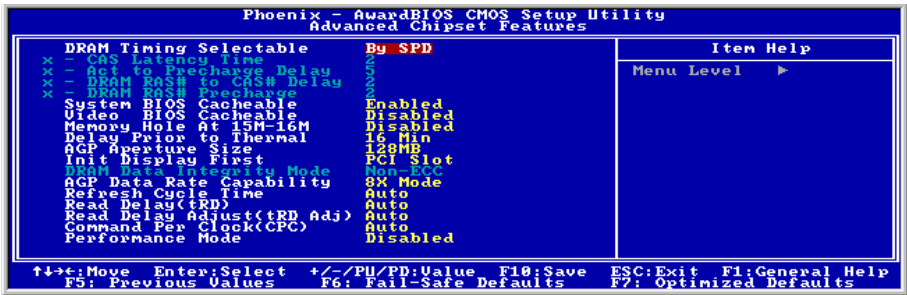 Phoenix - AwardBIOS CMOS Setup Utility
Advanced Chipset Features
DRAM Timing Selectable By SPD
x - CAS Latency Time 2
x - Act to Precharge Delay 5
x - DRAM RAS# to CAS# Delay 2
x - DRAM RAS# Precharge 2
System BIOS Cacheable Enabled
Video BIOS Cacheable Disabled
Memory Hole At 15M-16M Disabled
Delay Prior to Thermal 16 Min
AGP Aperture Size 128MB
Init Display First PCI Slot
DRAM Data Integrity Mode Non-ECC
AGP Data Rate Capability 8X Mode
Refresh Cycle Time Auto
Read Delay(tRD) Auto
Read Delay Adjust(tRD Adj) Auto
Command Per Clock(CPC) Auto
Performance Mode Disabled
Item Help
Menu Level ►
↑↓→←:Move Enter:Select +/-/PU/PD:Value F10:Save ESC:Exit F1:General Help
F5: Previous Values F6: Fail-Safe Defaults F7: Optimized Defaults